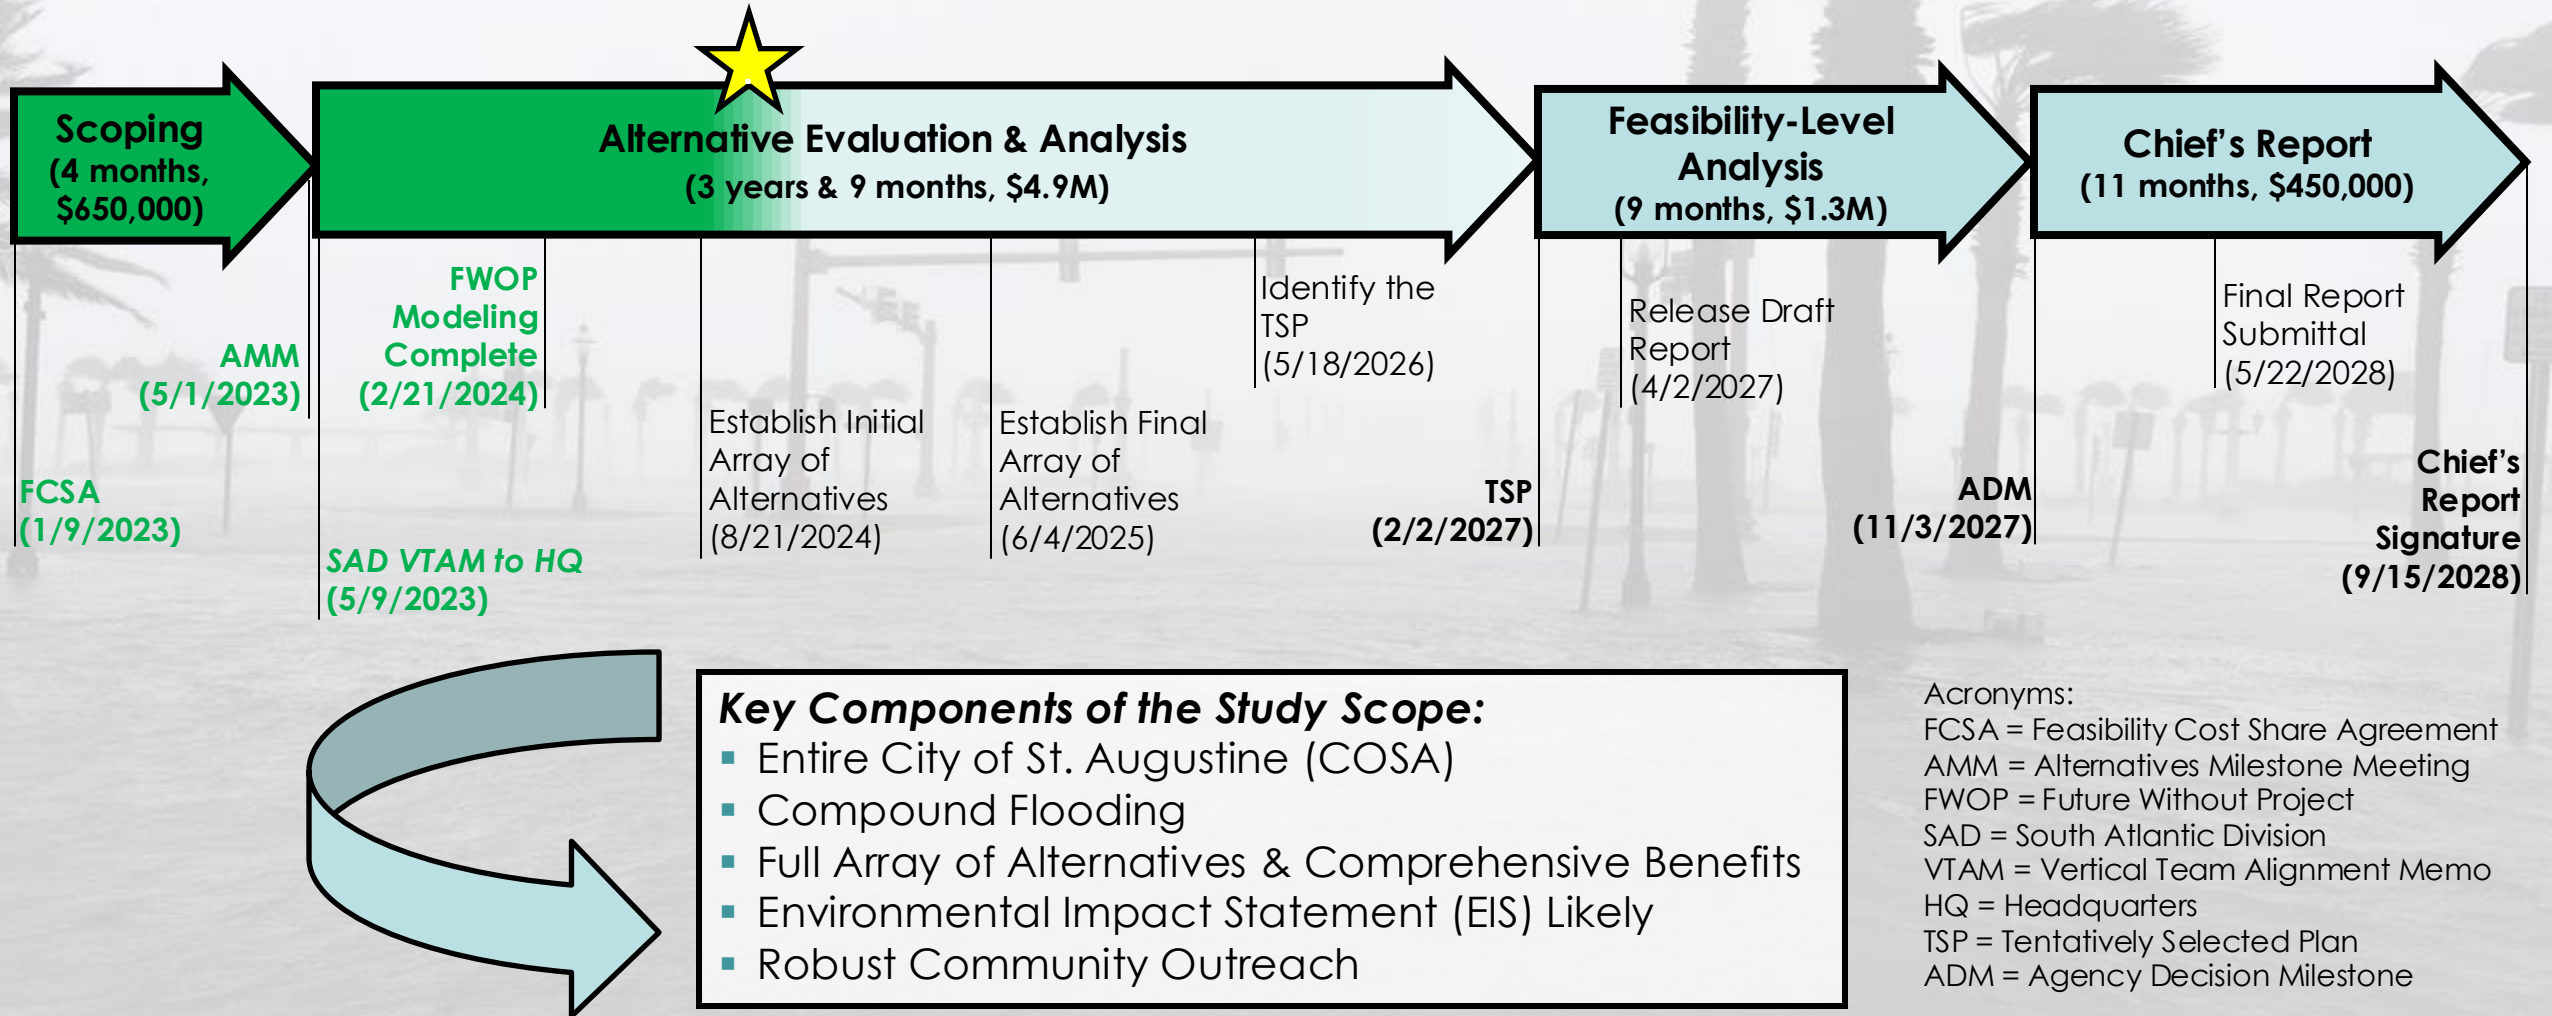 Scoping
(4 months,
$650,000)
Alternative Evaluation & Analysis
(3 years & 9 months, $4.9M)
Feasibility-Level
Analysis
(9 months, $1.3M)
Chief's Report
(11 months, $450,000)
FCSA
(1/9/2023)
AMM
(5/1/2023)
SAD VTAM to HQ
(5/9/2023)
FWOP
Modeling
Complete
(2/21/2024)
Establish Initial
Array of
Alternatives
(8/21/2024)
Establish Final
Array of
Alternatives
(6/4/2025)
Identify the
TSP
(5/18/2026)
TSP
(2/2/2027)
Release Draft
Report
(4/2/2027)
ADM
(11/3/2027)
Final Report
Submittal
(5/22/2028)
Chief's
Report
Signature
(9/15/2028)
Key Components of the Study Scope:
▪ Entire City of St. Augustine (COSA)
▪ Compound Flooding
▪ Full Array of Alternatives & Comprehensive Benefits
▪ Environmental Impact Statement (EIS) Likely
▪ Robust Community Outreach
Acronyms:
FCSA = Feasibility Cost Share Agreement
AMM = Alternatives Milestone Meeting
FWOP = Future Without Project
SAD = South Atlantic Division
VTAM = Vertical Team Alignment Memo
HQ = Headquarters
TSP = Tentatively Selected Plan
ADM = Agency Decision Milestone